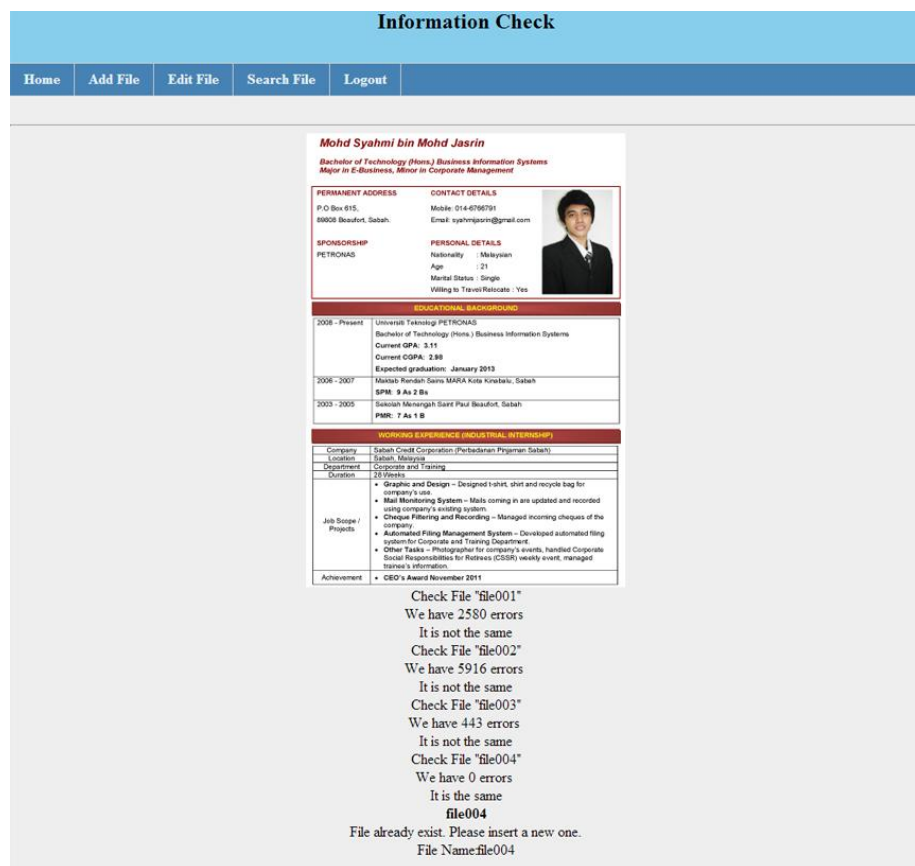 Information Check
Home Add File Edit File Search File Logout
Mohd Syahmi bin Mohd Jasrin
Bachelor of Technology (Hons.) Business Information Systems
Major in E-Business, Minor in Corporate Management
PERMANENT ADDRESS
P.O Box 615,
89808 Beaufort, Sabah.
CONTACT DETAILS
Mobile: 014-6766791
Email: syahmijasrin@gmail.com
SPONSORSHIP
PETRONAS
PERSONAL DETAILS
Nationality : Malaysian
Age : 21
Marital Status : Single
Willing to Travel/Relocate : Yes
EDUCATIONAL BACKGROUND
2008 - Present Universiti Teknologi PETRONAS
Bachelor of Technology (Hons.) Business Information Systems
Current GPA: 3.11
Current CGPA: 2.98
Expected graduation: January 2013
2006 - 2007 Maktab Rendah Sains MARA Kota Kinabalu, Sabah
SPM: 9 As 2 Bs
2003 - 2005 Sekolah Menengah Saint Paul Beaufort, Sabah
PMR: 7 As 1 B
WORKING EXPERIENCE (INDUSTRIAL INTERNSHIP)
Company Sabah Credit Corporation (Perbadanan Pinjaman Sabah)
Location Sabah, Malaysia
Department Corporate and Training
Duration 28 Weeks
Job Scope /
Projects
• Graphic and Design – Designed t-shirt, shirt and recycle bag for
company's use.
• Mail Monitoring System – Mails coming in are updated and recorded
using company's existing system.
• Cheque Filtering and Recording – Managed incoming cheques of the
company.
• Automated Filing Management System – Developed automated filing
system for Corporate and Training Department.
• Other Tasks – Photographer for company's events, handled Corporate
Social Responsibilities for Retirees (CSSR) weekly event, managed
trainee's information.
Achievement • CEO's Award November 2011
Check File "file001"
We have 2580 errors
It is not the same
Check File "file002"
We have 5916 errors
It is not the same
Check File "file003"
We have 443 errors
It is not the same
Check File "file004"
We have 0 errors
It is the same
file004
File already exist. Please insert a new one.
File Name:file004